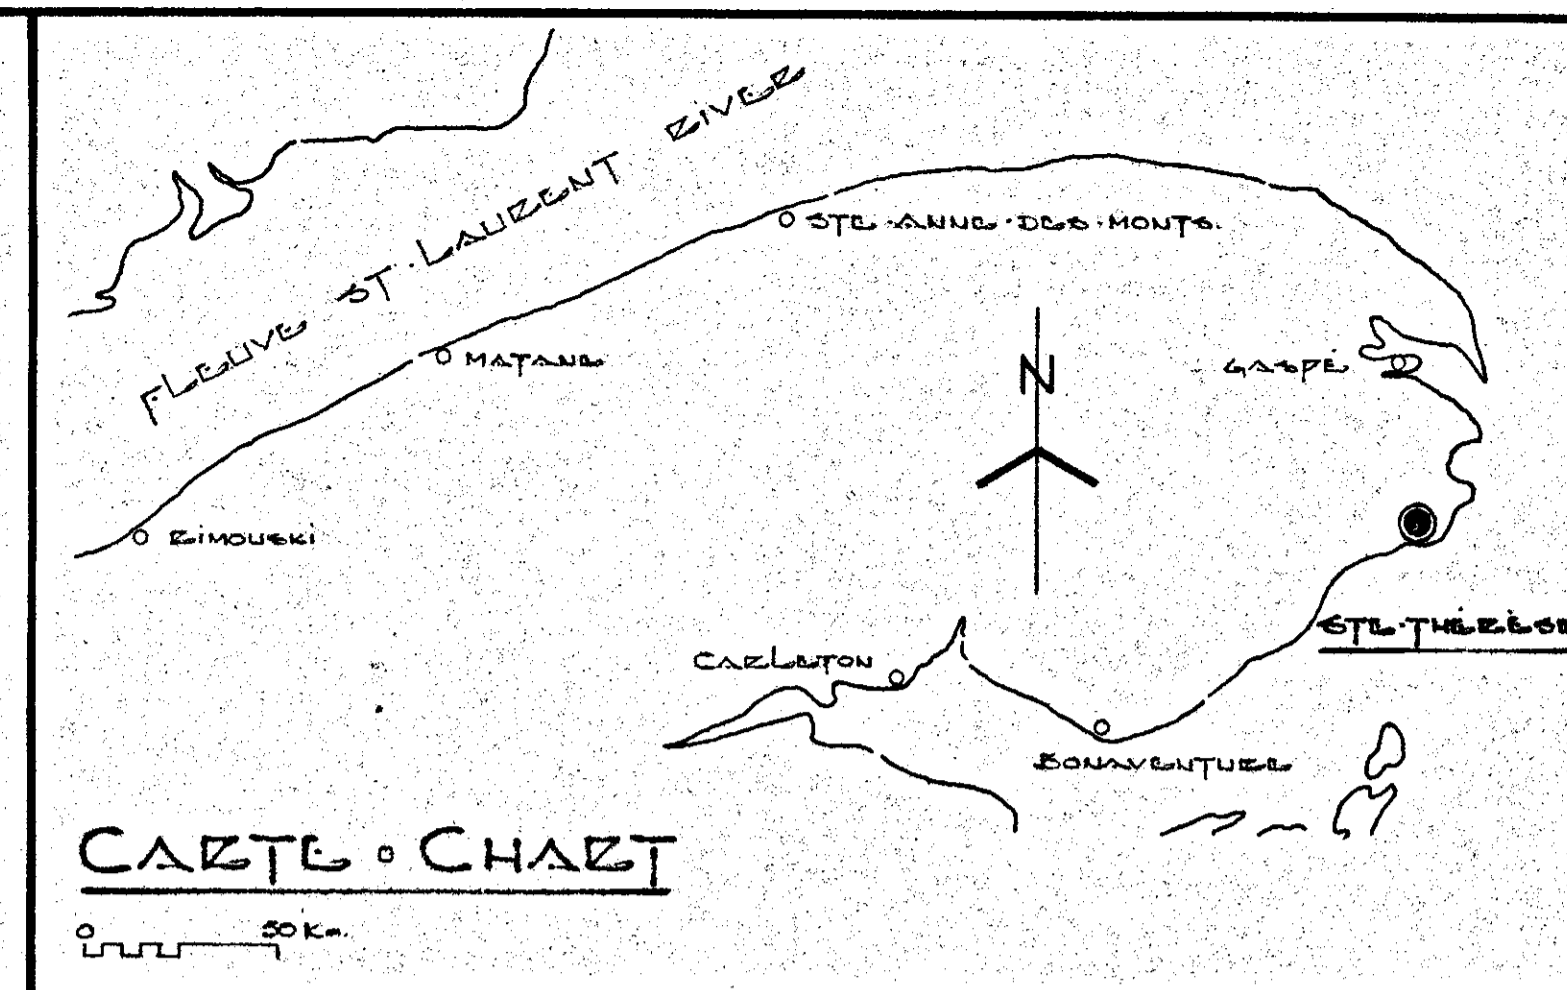 FLEUVE ST. LAURENT RIVER
STE·ANNE·DES·MONTS.
MATANE
GASPÉ
N
RIMOUSKI
STE·THÉRÈSE
CARLETON
BONAVENTURE
CARTE · CHART
0 50 Km.